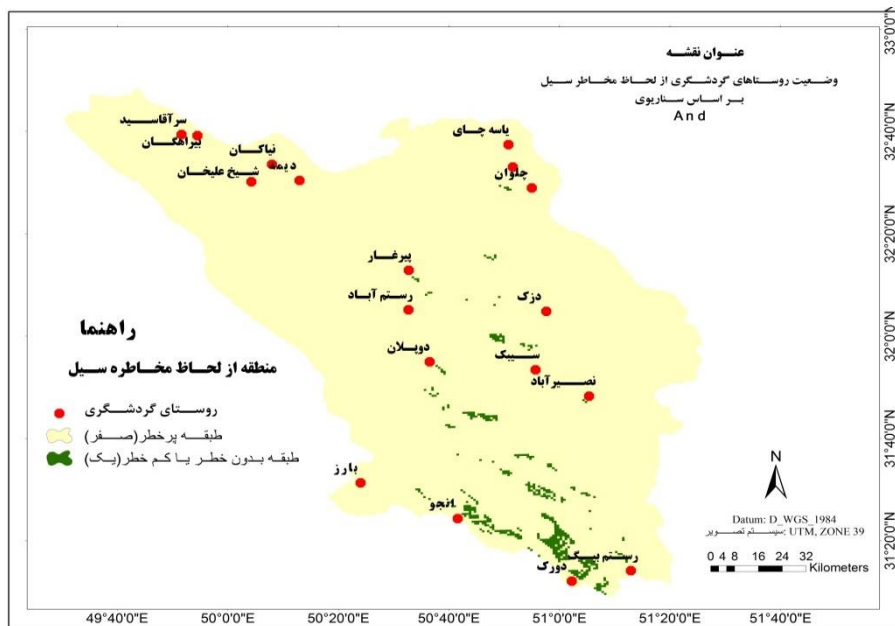 عنوان نقشه
وضعیت روستاهای گردشگری از لحاظ مخاطر سیل
بر اساس سناریوی
And
سرآقاسید
بیراهگان
نیاکان
دیمه
شیخ علیخان
یاسه چای
چلوان
پیرغار
رستم آباد
دزک
دوپلان
سیبک
نصیرآباد
بارز
انجو
رستم بیگ
دورک
راهنما
منطقه از لحاظ مخاطره سیل
روستای گردشگری
طبقه پرخطر(صفر)
طبقه بدون خطر یا کم خطر(یک)
N
Datum: D_WGS_1984
سیستم تصویر: UTM, ZONE 39
0 4 8 16 24 32
Kilometers
33°0'0"N
32°40'0"N
32°20'0"N
32°0'0"N
31°40'0"N
31°20'0"N
49°40'0"E
50°0'0"E
50°20'0"E
50°40'0"E
51°0'0"E
51°20'0"E
51°40'0"E